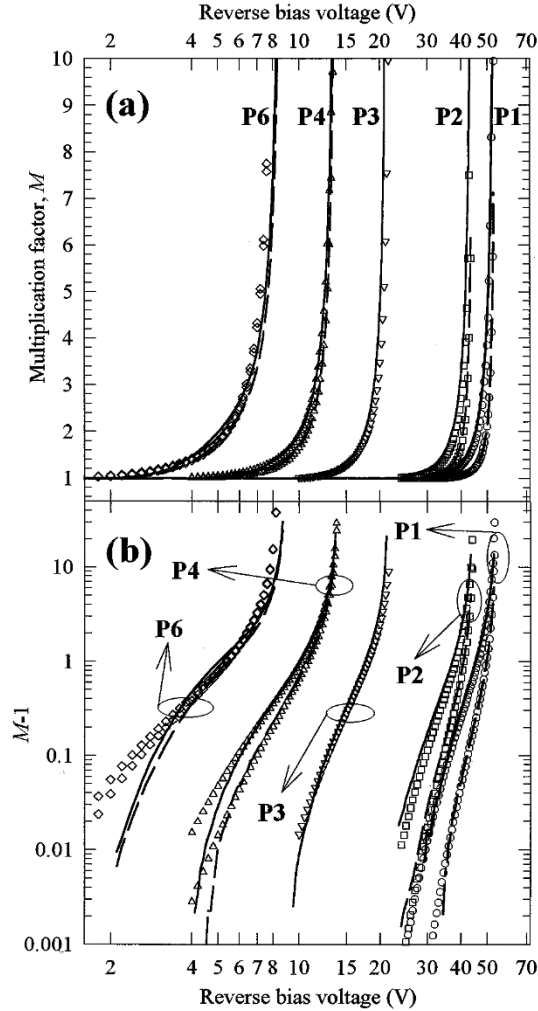 Reverse bias voltage (V)
2 4 5 6 7 8 10 15 20 30 40 50 70
10
(a)
P6 P4 P3 P2 P1
9
8
7
6
5
4
3
2
1
Multiplication factor, M
(b)
P1
10
P4
P6
1
P2
M-1
0.1
P3
0.01
0.001
2 4 5 6 7 8 10 15 20 30 40 50 70
Reverse bias voltage (V)